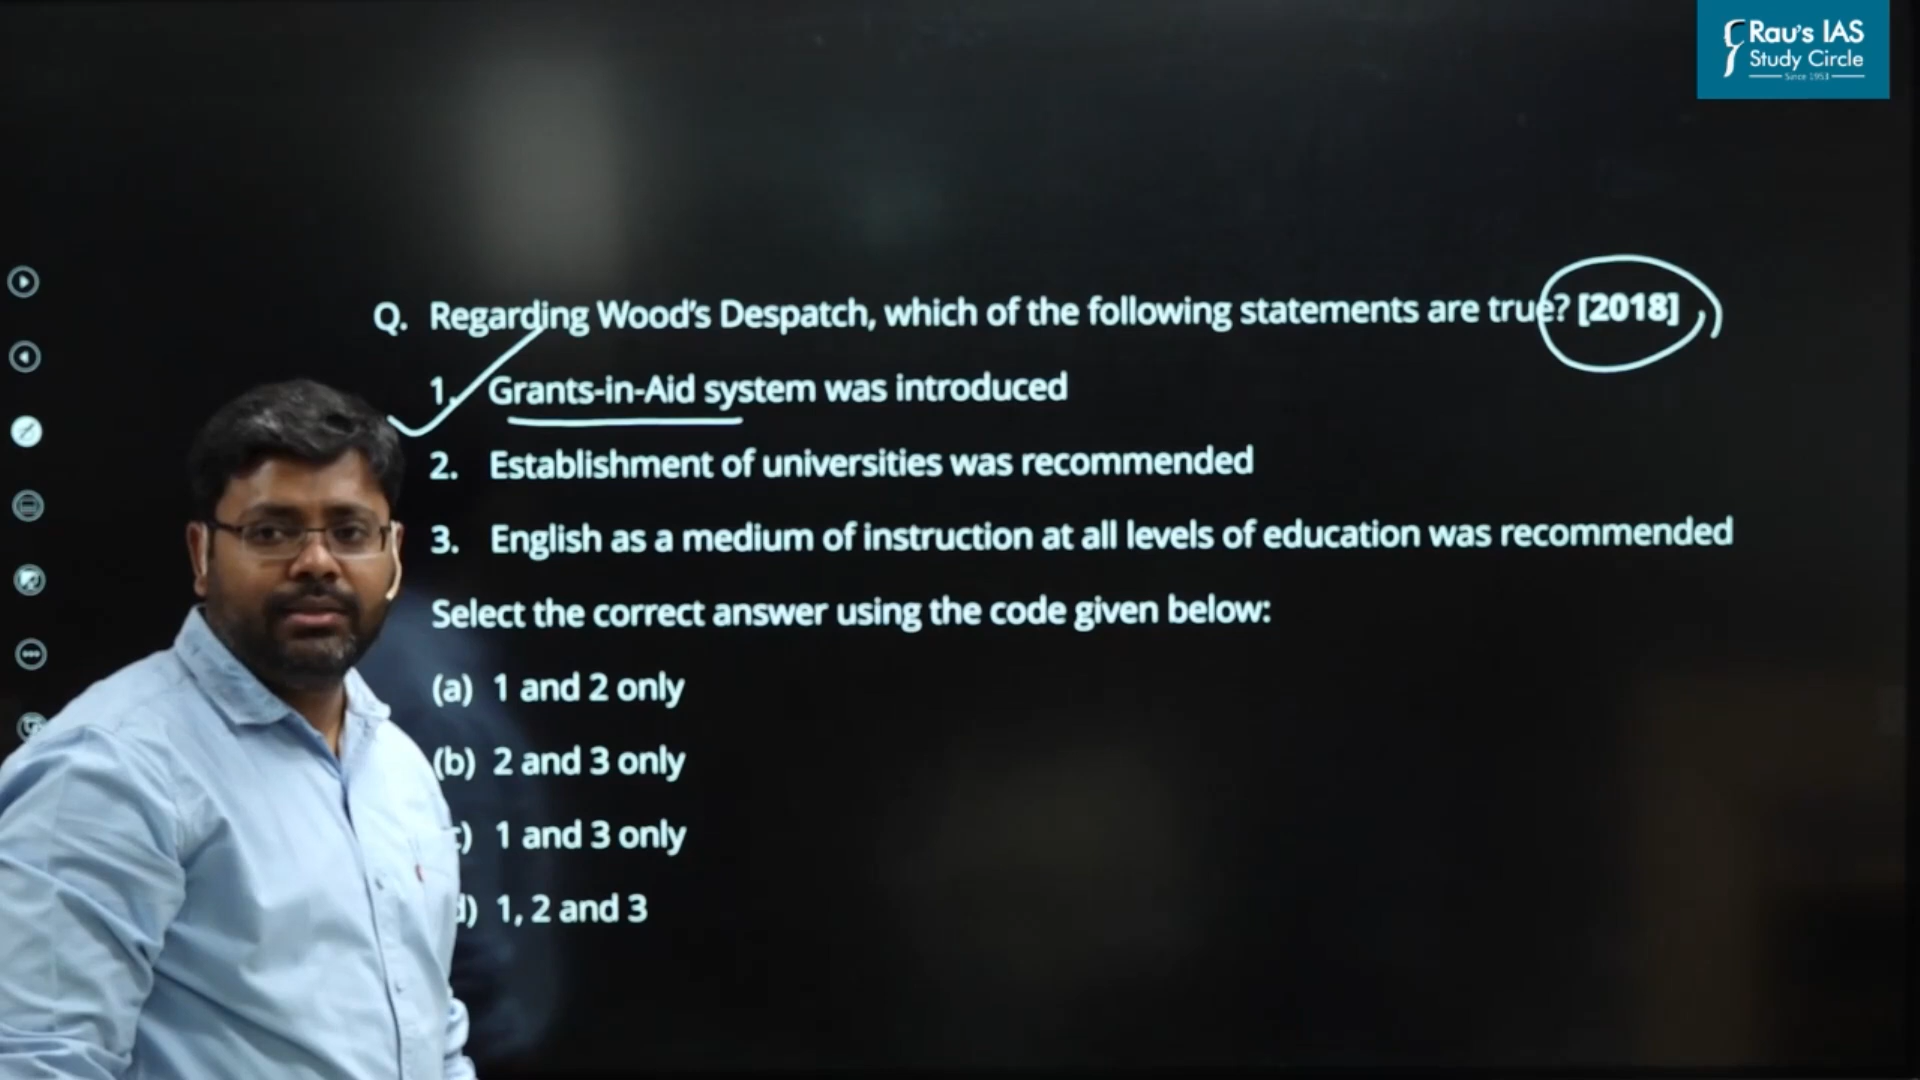 Rau's IAS
Study Circle
Since 1953
Q. Regarding Wood's Despatch, which of the following statements are true? [2018]
1. Grants-in-Aid system was introduced
2. Establishment of universities was recommended
3. English as a medium of instruction at all levels of education was recommended
Select the correct answer using the code given below:
(a) 1 and 2 only
(b) 2 and 3 only
) 1 and 3 only
) 1, 2 and 3